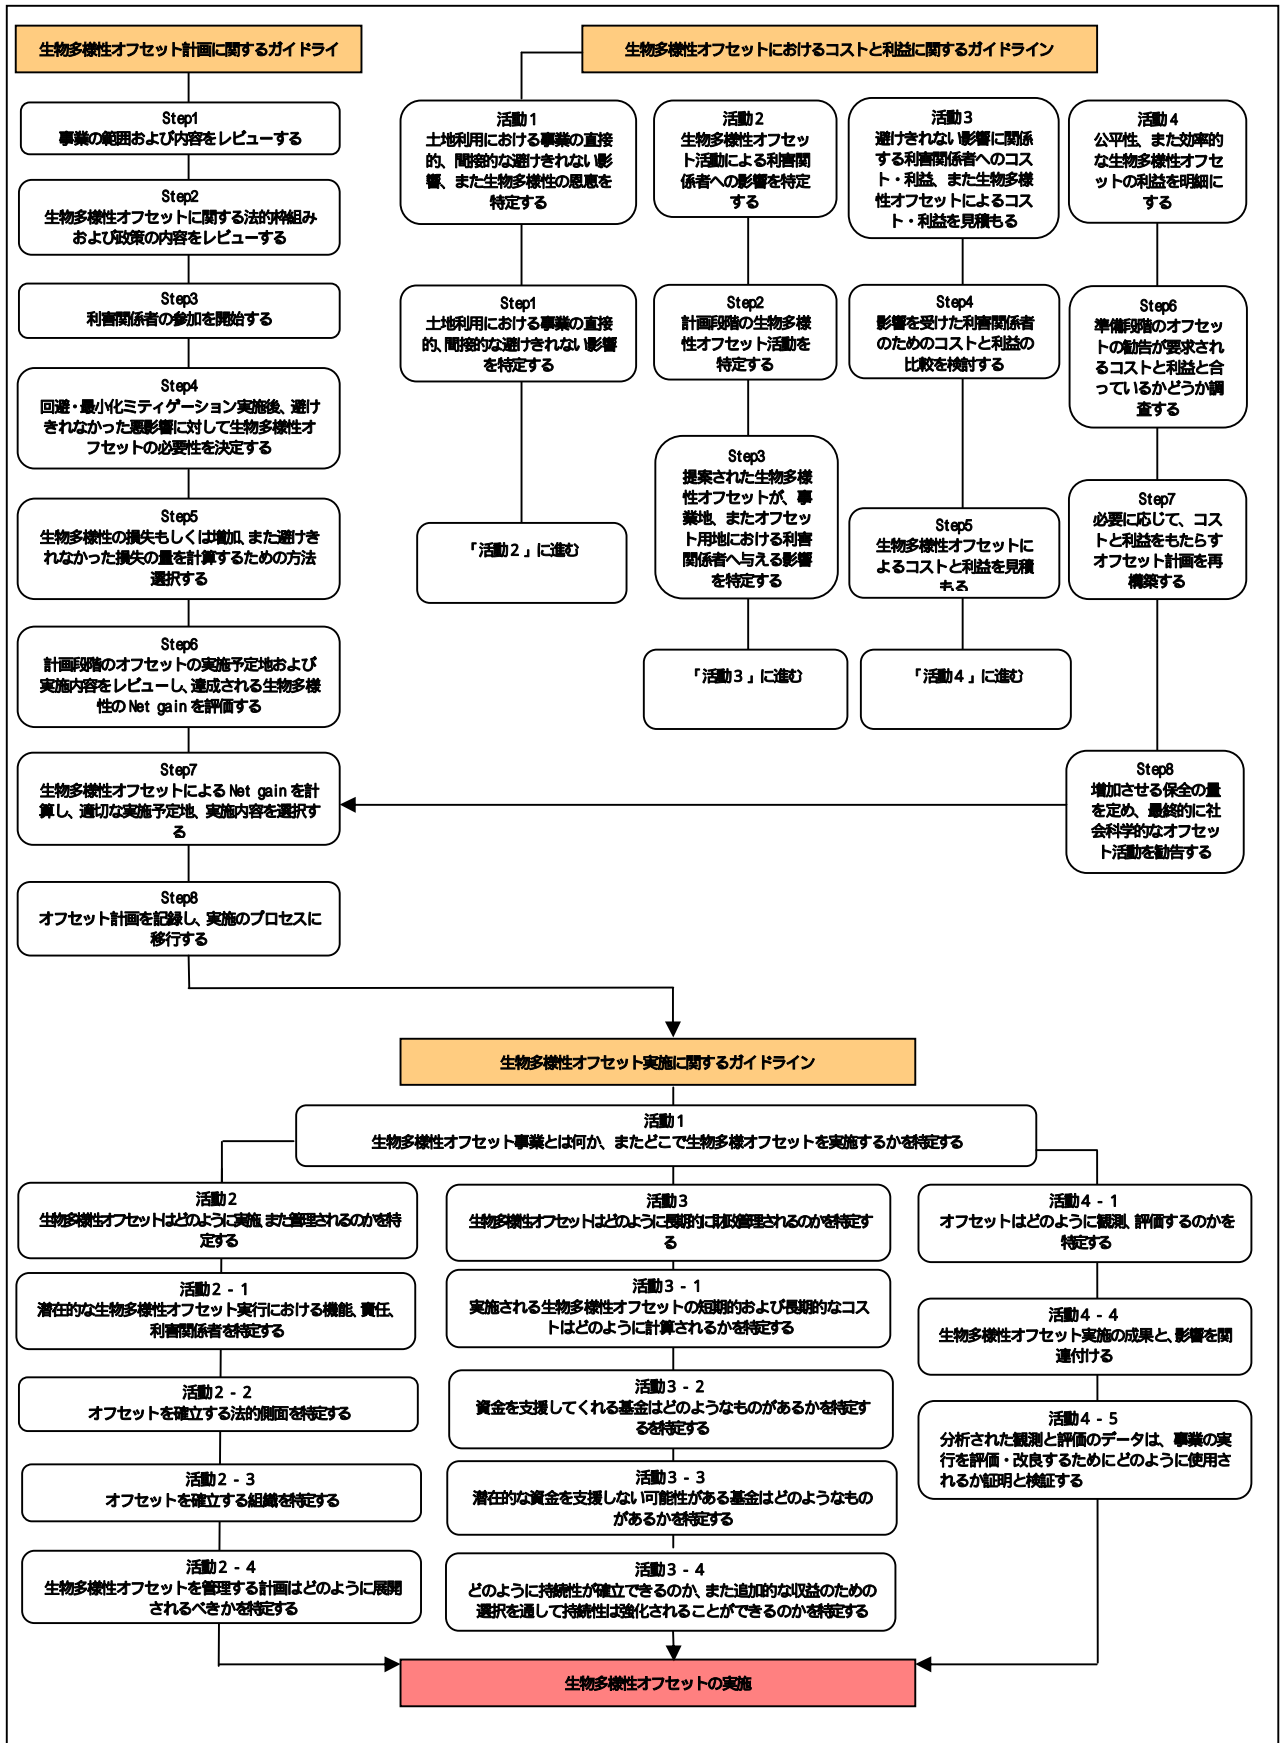 生物多様性オフセット計画に関するガイドライ
Step1
事業の範囲および内容をレビューする
Step2
生物多様性オフセットに関する法的枠組み
および政策の内容をレビューする
Step3
利害関係者の参加を開始する
Step4
回避・最小化ミティゲーション実施後、避け
きれなかった悪影響に対して生物多様性オ
フセットの必要性を決定する
Step5
生物多様性の損失もしくは増加、また避けき
れなかった損失の量を計算するための方法
選択する
Step6
計画段階のオフセットの実施予定地および
実施内容をレビューし、達成される生物多様
性の Net gain を評価する
Step7
生物多様性オフセットによる Net gain を計
算し、適切な実施予定地、実施内容を選択す
る
Step8
オフセット計画を記録し、実施のプロセスに
移行する
生物多様性オフセットにおけるコストと利益に関するガイドライン
活動1
土地利用における事業の直接
的、間接的な避けきれない影
響、また生物多様性の恩恵を
特定する
Step1
土地利用における事業の直接
的、間接的な避けきれない影響
を特定する
「活動2」に進む
活動2
生物多様性オフセッ
ト活動による利害関
係者への影響を特定
する
Step2
計画段階の生物多様
性オフセット活動を
特定する
Step3
提案された生物多様
性オフセットが、事
業地、またオフセッ
ト用地における利害
関係者へ与える影響
を特定する
「活動3」に進む
活動3
避けきれない影響に関係
する利害関係者へのコス
ト・利益、また生物多様
性オフセットによるコス
ト・利益を見積もる
Step4
影響を受けた利害関係者
のためのコストと利益の
比較を検討する
Step5
生物多様性オフセットに
よるコストと利益を見積
もる
「活動4」に進む
活動4
公平性、また効率的
な生物多様性オフセ
ットの利益を明細に
する
Step6
準備段階のオフセッ
トの勧告が要求され
るコストと利益と合
っているかどうか調
査する
Step7
必要に応じて、コス
トと利益をもたらす
オフセット計画を再
構築する
Step8
増加させる保全の量
を定め、最終的に社
会科学的なオフセッ
ト活動を勧告する
生物多様性オフセット実施に関するガイドライン
活動1
生物多様性オフセット事業とは何か、またどこで生物多様オフセットを実施するかを特定する
活動2
生物多様性オフセットはどのように実施、また管理されるのかを特
定する
活動2-1
潜在的な生物多様性オフセット実行における機能、責任、
利害関係者を特定する
活動2-2
オフセットを確立する法的側面を特定する
活動2-3
オフセットを確立する組織を特定する
活動2-4
生物多様性オフセットを管理する計画はどのように展開
されるべきかを特定する
活動3
生物多様性オフセットはどのように長期的に財政管理されるのかを特定す
る
活動3-1
実施される生物多様性オフセットの短期的および長期的なコス
トはどのように計算されるかを特定する
活動3-2
資金を支援してくれる基金はどのようなものがあるかを特定す
るを特定する
活動3-3
潜在的な資金を支援しない可能性がある基金はどのようなもの
があるかを特定する
活動3-4
どのように持続性が確立できるのか、また追加的な収益のための
選択を通して持続性は強化されることができるのかを特定する
活動4-1
オフセットはどのように観測、評価するのかを
特定する
活動4-4
生物多様性オフセット実施の成果と、影響を関
連付ける
活動4-5
分析された観測と評価のデータは、事業の実
行を評価・改良するためにどのように使用さ
れるか証明と検証する
生物多様性オフセットの実施